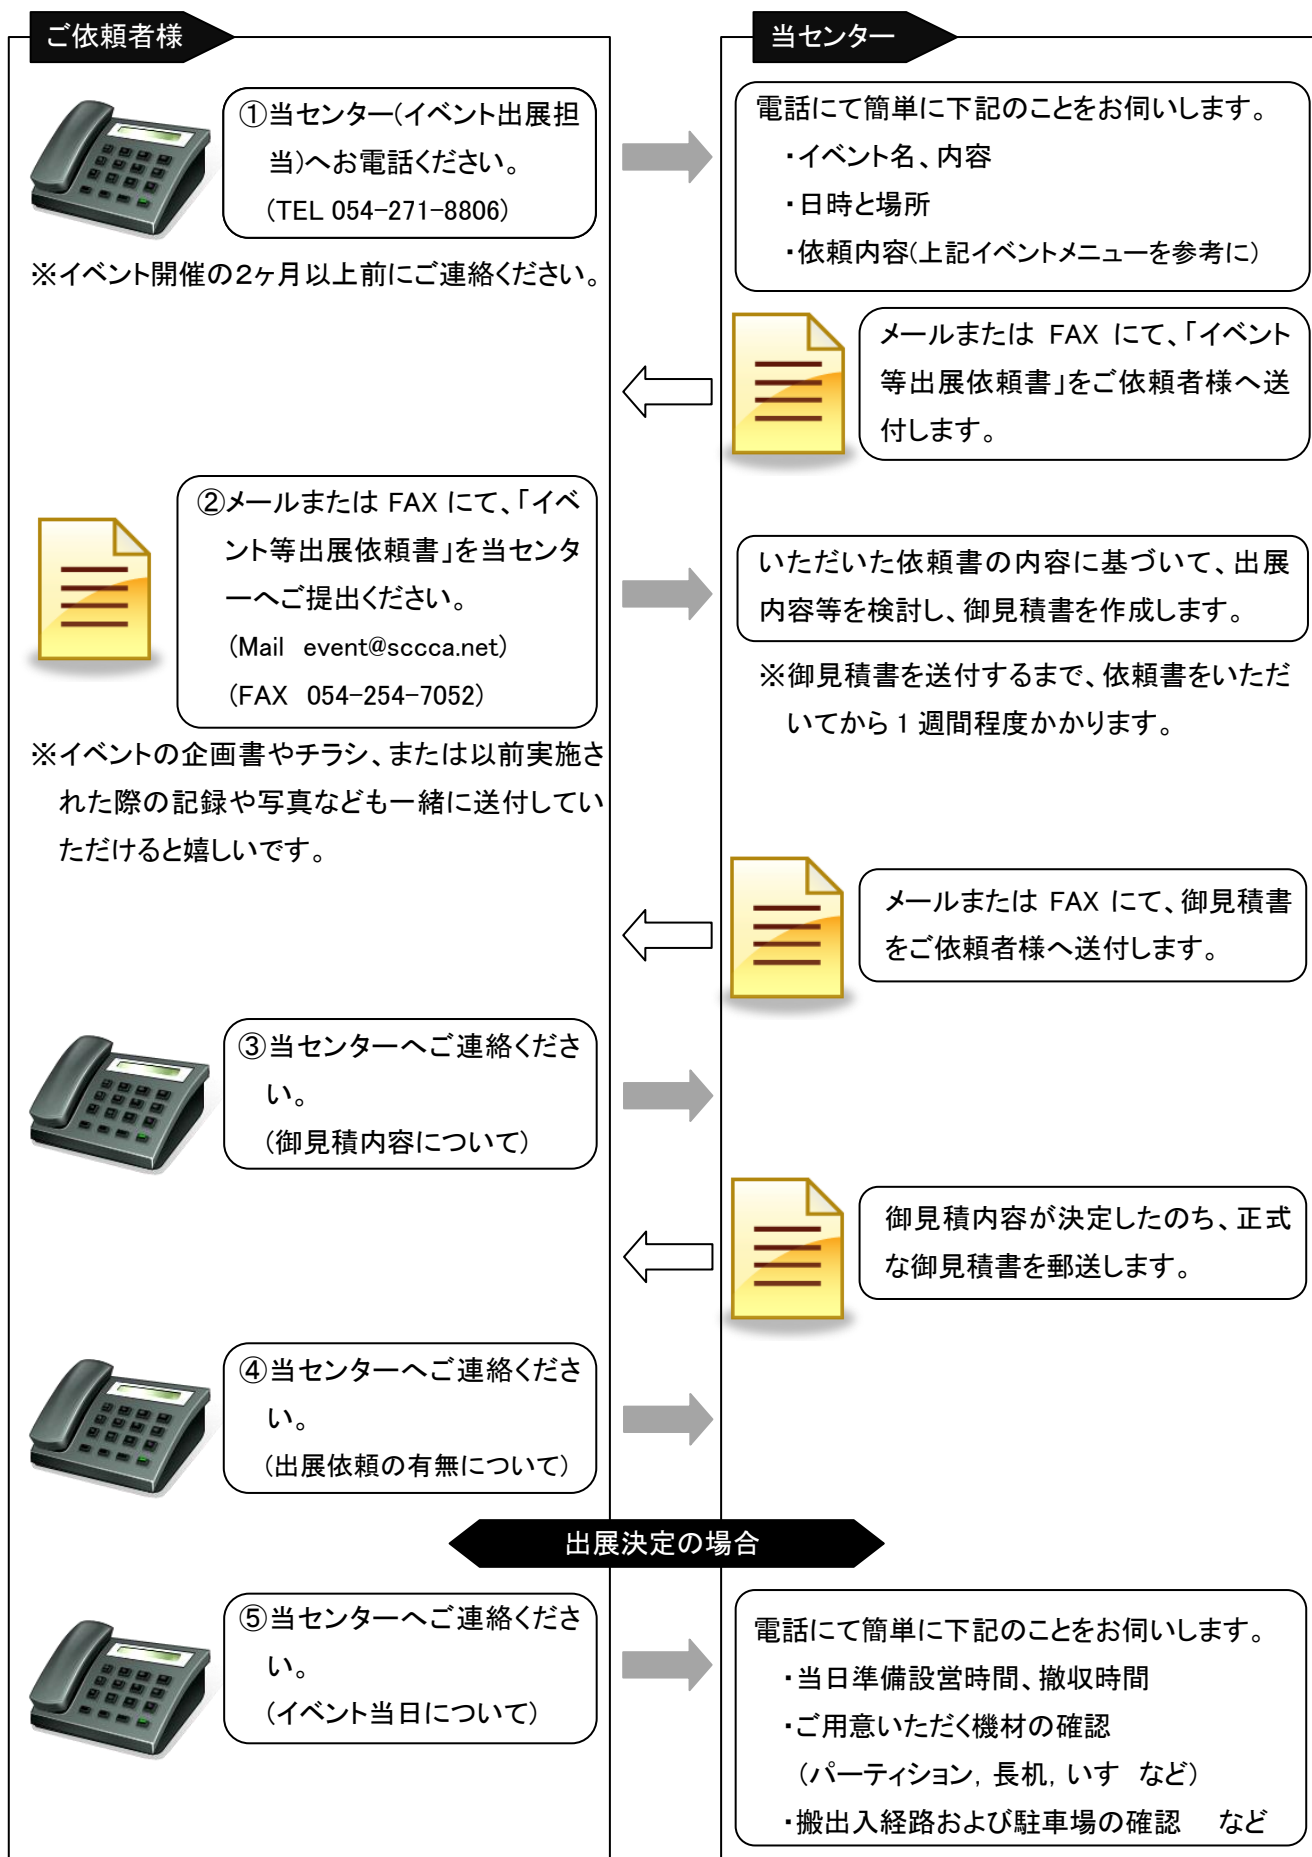 ご依頼者様
当センター
①当センター(イベント出展担
当)へお電話ください。
(TEL 054-271-8806)
※イベント開催の2ヶ月以上前にご連絡ください。
電話にて簡単に下記のことをお伺いします。
・イベント名、内容
・日時と場所
・依頼内容(上記イベントメニューを参考に)
メールまたは FAX にて、「イベント
等出展依頼書」をご依頼者様へ送
付します。
②メールまたは FAX にて、「イベ
ント等出展依頼書」を当センタ
ーへご提出ください。
(Mail event@sccca.net)
(FAX 054-254-7052)
※イベントの企画書やチラシ、または以前実施さ
れた際の記録や写真なども一緒に送付してい
ただけると嬉しいです。
いただいた依頼書の内容に基づいて、出展
内容等を検討し、御見積書を作成します。
※御見積書を送付するまで、依頼書をいただ
いてから 1 週間程度かかります。
メールまたは FAX にて、御見積書
をご依頼者様へ送付します。
③当センターへご連絡くださ
い。
(御見積内容について)
御見積内容が決定したのち、正式
な御見積書を郵送します。
④当センターへご連絡くださ
い。
(出展依頼の有無について)
出展決定の場合
⑤当センターへご連絡くださ
い。
(イベント当日について)
電話にて簡単に下記のことをお伺いします。
・当日準備設営時間、撤収時間
・ご用意いただく機材の確認
(パーティション, 長机, いす など)
・搬出入経路および駐車場の確認 など